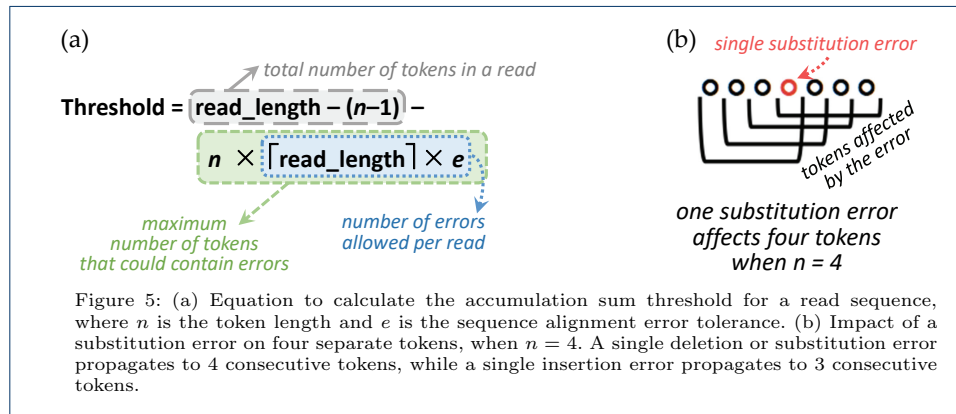 (a)
total number of tokens in a read
Threshold = read_length – (n–1) –
n × ⌈read_length⌉ × e
maximum
number of tokens
that could contain errors
number of errors
allowed per read
(b)
single substitution error
tokens affected
by the error
one substitution error
affects four tokens
when n = 4
Figure 5: (a) Equation to calculate the accumulation sum threshold for a read sequence,
where n is the token length and e is the sequence alignment error tolerance. (b) Impact of a
substitution error on four separate tokens, when n = 4. A single deletion or substitution error
propagates to 4 consecutive tokens, while a single insertion error propagates to 3 consecutive
tokens.